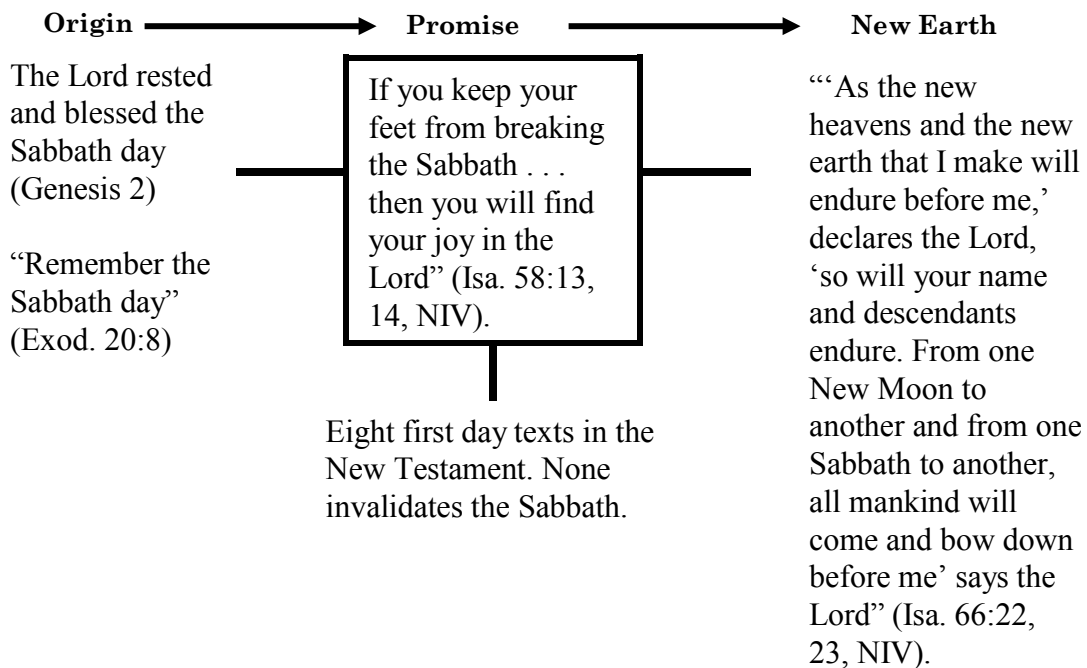 Origin
Promise
New Earth
The Lord rested
and blessed the
Sabbath day
(Genesis 2)
“Remember the
Sabbath day”
(Exod. 20:8)
If you keep your
feet from breaking
the Sabbath . . .
then you will find
your joy in the
Lord” (Isa. 58:13,
14, NIV).
Eight first day texts in the
New Testament. None
invalidates the Sabbath.
“‘As the new
heavens and the new
earth that I make will
endure before me,’
declares the Lord,
‘so will your name
and descendants
endure. From one
New Moon to
another and from one
Sabbath to another,
all mankind will
come and bow down
before me’ says the
Lord” (Isa. 66:22,
23, NIV).